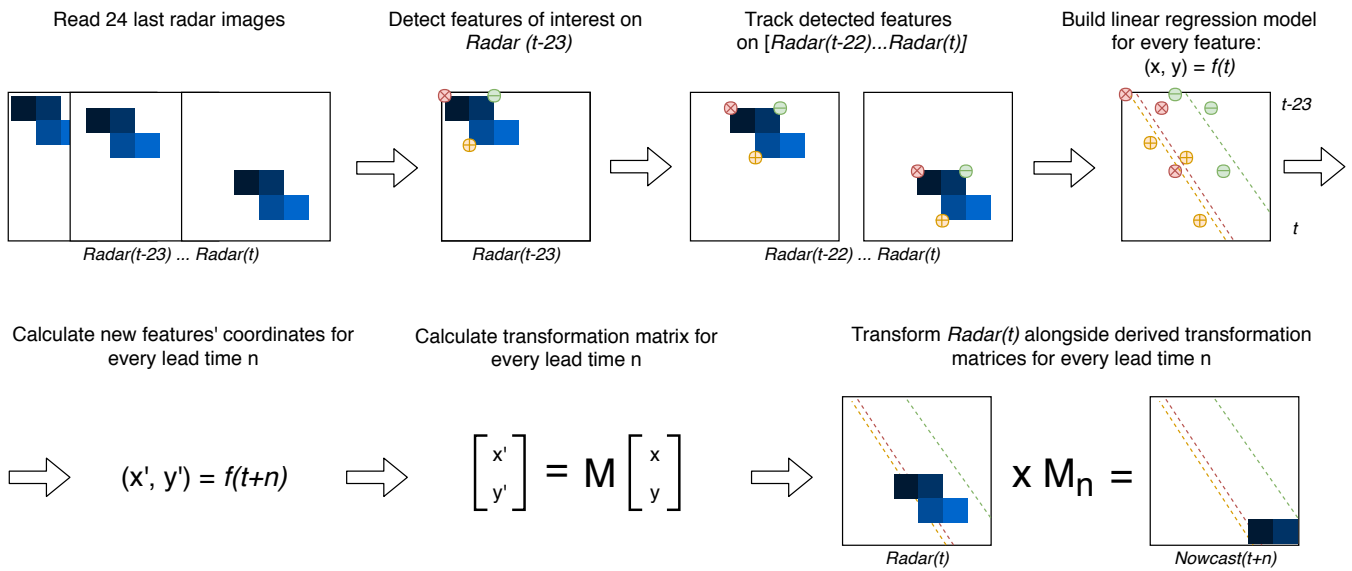 Read 24 last radar images
Radar(t-23) ... Radar(t)
Detect features of interest on
Radar (t-23)
Radar(t-23)
Track detected features
on [Radar(t-22)...Radar(t)]
Radar(t-22) ... Radar(t)
Build linear regression model
for every feature:
(x, y) = f(t)
t-23
t
Calculate new features' coordinates for
every lead time n
(x', y') = f(t+n)
Calculate transformation matrix for
every lead time n
x' x
= M
y' y
Transform Radar(t) alongside derived transformation
matrices for every lead time n
x Mn =
Radar(t)
Nowcast(t+n)